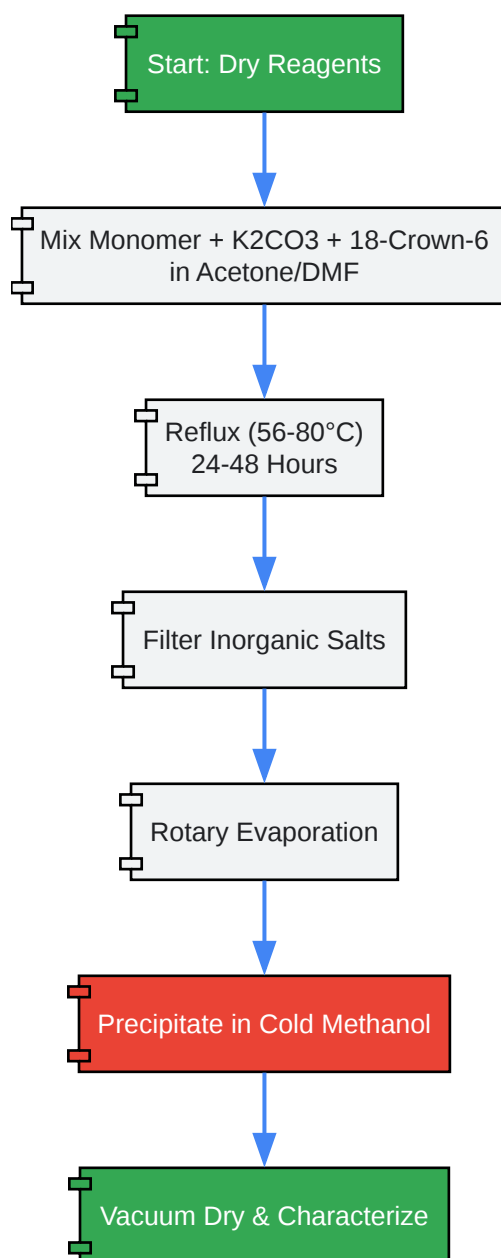 Start: Dry Reagents
Mix Monomer + K2CO3 + 18-Crown-6
in Acetone/DMF
Reflux (56-80°C)
24-48 Hours
Filter Inorganic Salts
Rotary Evaporation
Precipitate in Cold Methanol
Vacuum Dry & Characterize